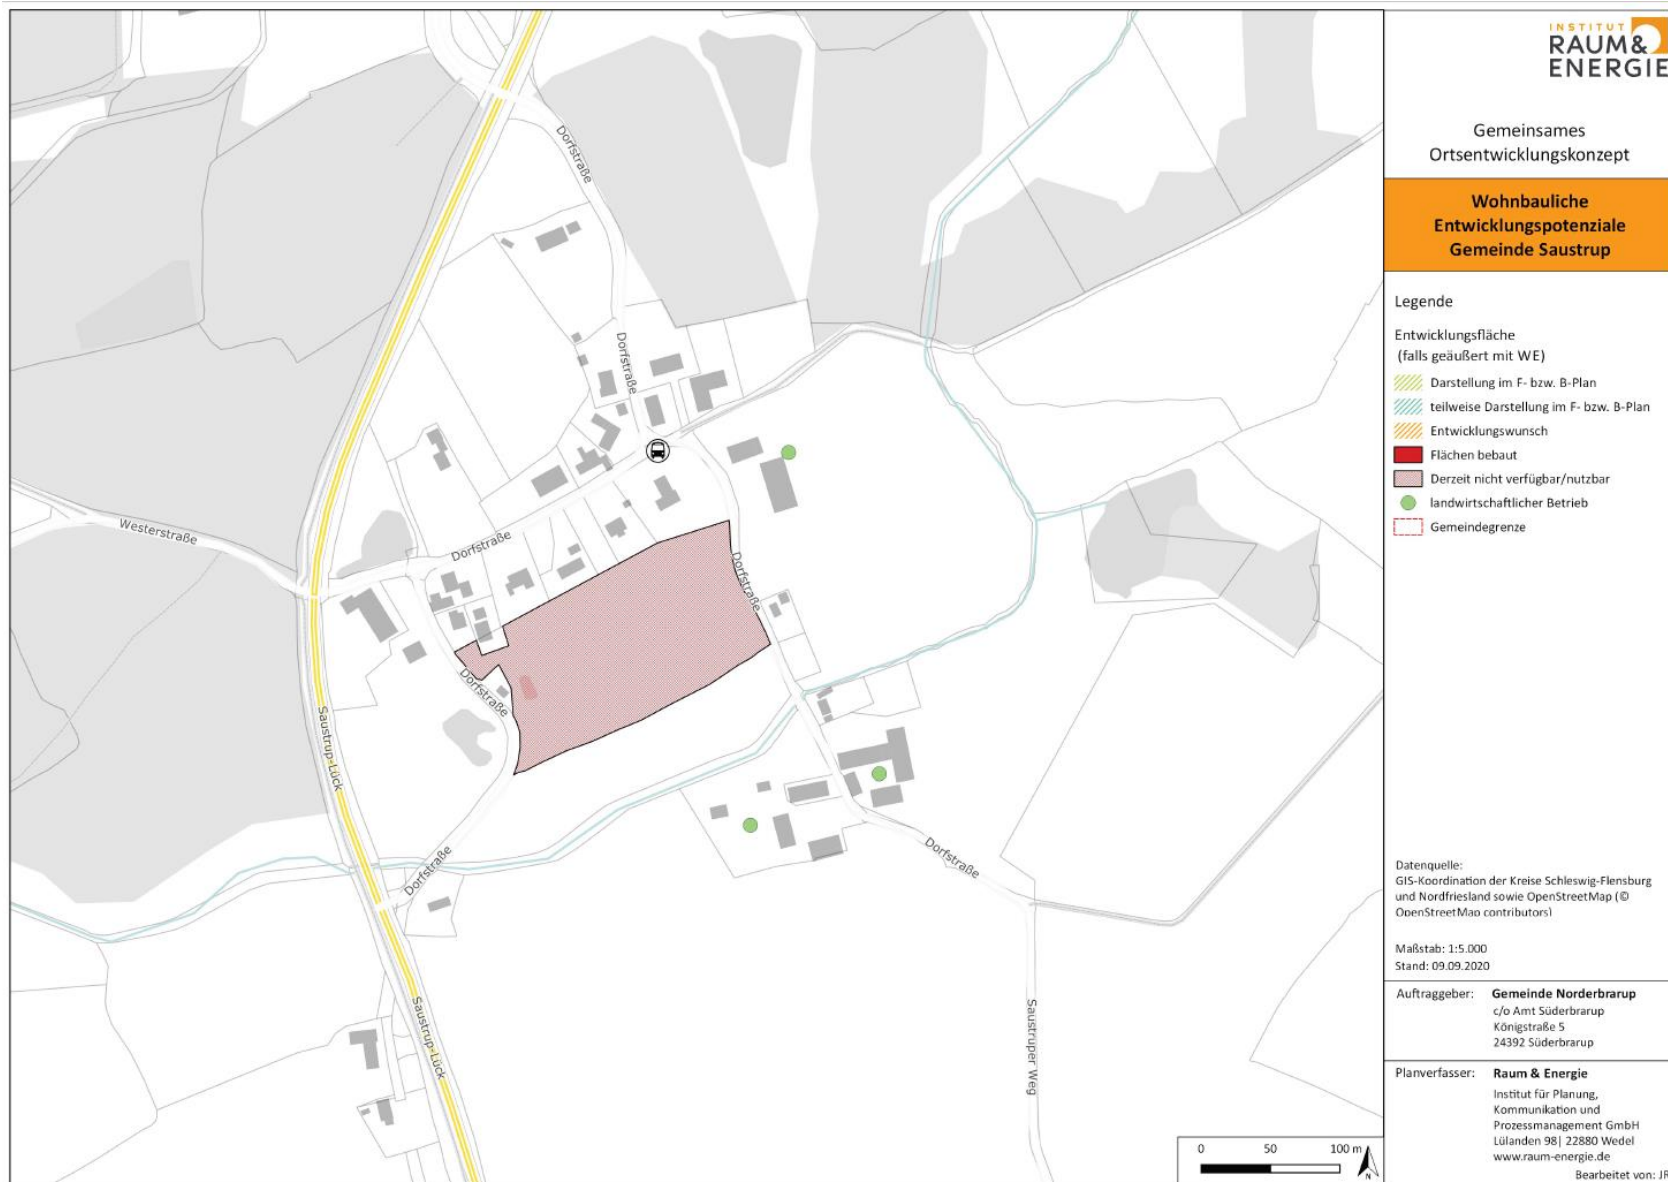 Dorfstraße
Dorfstraße
Westerstraße
Dorfstraße
Dorfstraße
Dorfstraße
Saustrup-Lück
Dorfstraße
Dorfstraße
Saustrup-Lück
Saustruper Weg
0 50 100 m
N
INSTITUT
RAUM&
ENERGIE
Gemeinsames
Ortsentwicklungskonzept
Wohnbauliche
Entwicklungspotenziale
Gemeinde Saustrup
Legende
Entwicklungsfläche
(falls geäußert mit WE)
Darstellung im F- bzw. B-Plan
teilweise Darstellung im F- bzw. B-Plan
Entwicklungswunsch
Flächen bebaut
Derzeit nicht verfügbar/nutzbar
landwirtschaftlicher Betrieb
Gemeindegrenze
Datenquelle:
GIS-Koordination der Kreise Schleswig-Flensburg
und Nordfriesland sowie OpenStreetMap (©
OpenStreetMap contributors)
Maßstab: 1:5.000
Stand: 09.09.2020
Auftraggeber: Gemeinde Norderbrarup
c/o Amt Süderbrarup
Königstraße 5
24392 Süderbrarup
Planverfasser: Raum & Energie
Institut für Planung,
Kommunikation und
Prozessmanagement GmbH
Lülanden 98| 22880 Wedel
www.raum-energie.de
Bearbeitet von: JR